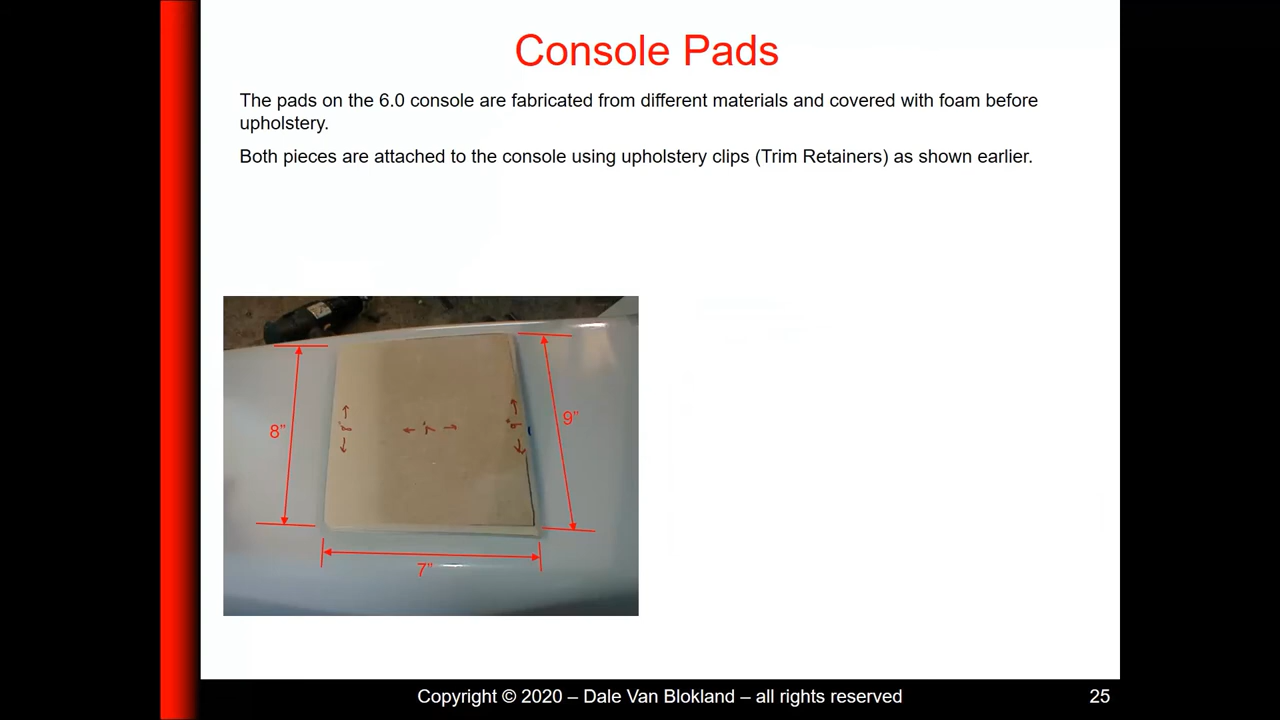 Console Pads
The pads on the 6.0 console are fabricated from different materials and covered with foam before
upholstery.
Both pieces are attached to the console using upholstery clips (Trim Retainers) as shown earlier.
8”
9”
7”
Copyright © 2020 – Dale Van Blokland – all rights reserved
25